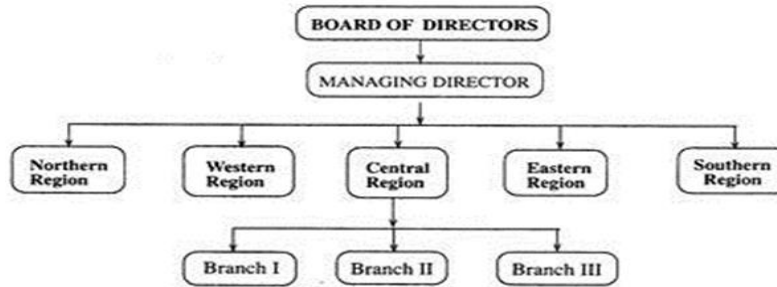 BOARD OF DIRECTORS
MANAGING DIRECTOR
Northern
Region
Western
Region
Central
Region
Eastern
Region
Southern
Region
Branch I
Branch II
Branch III